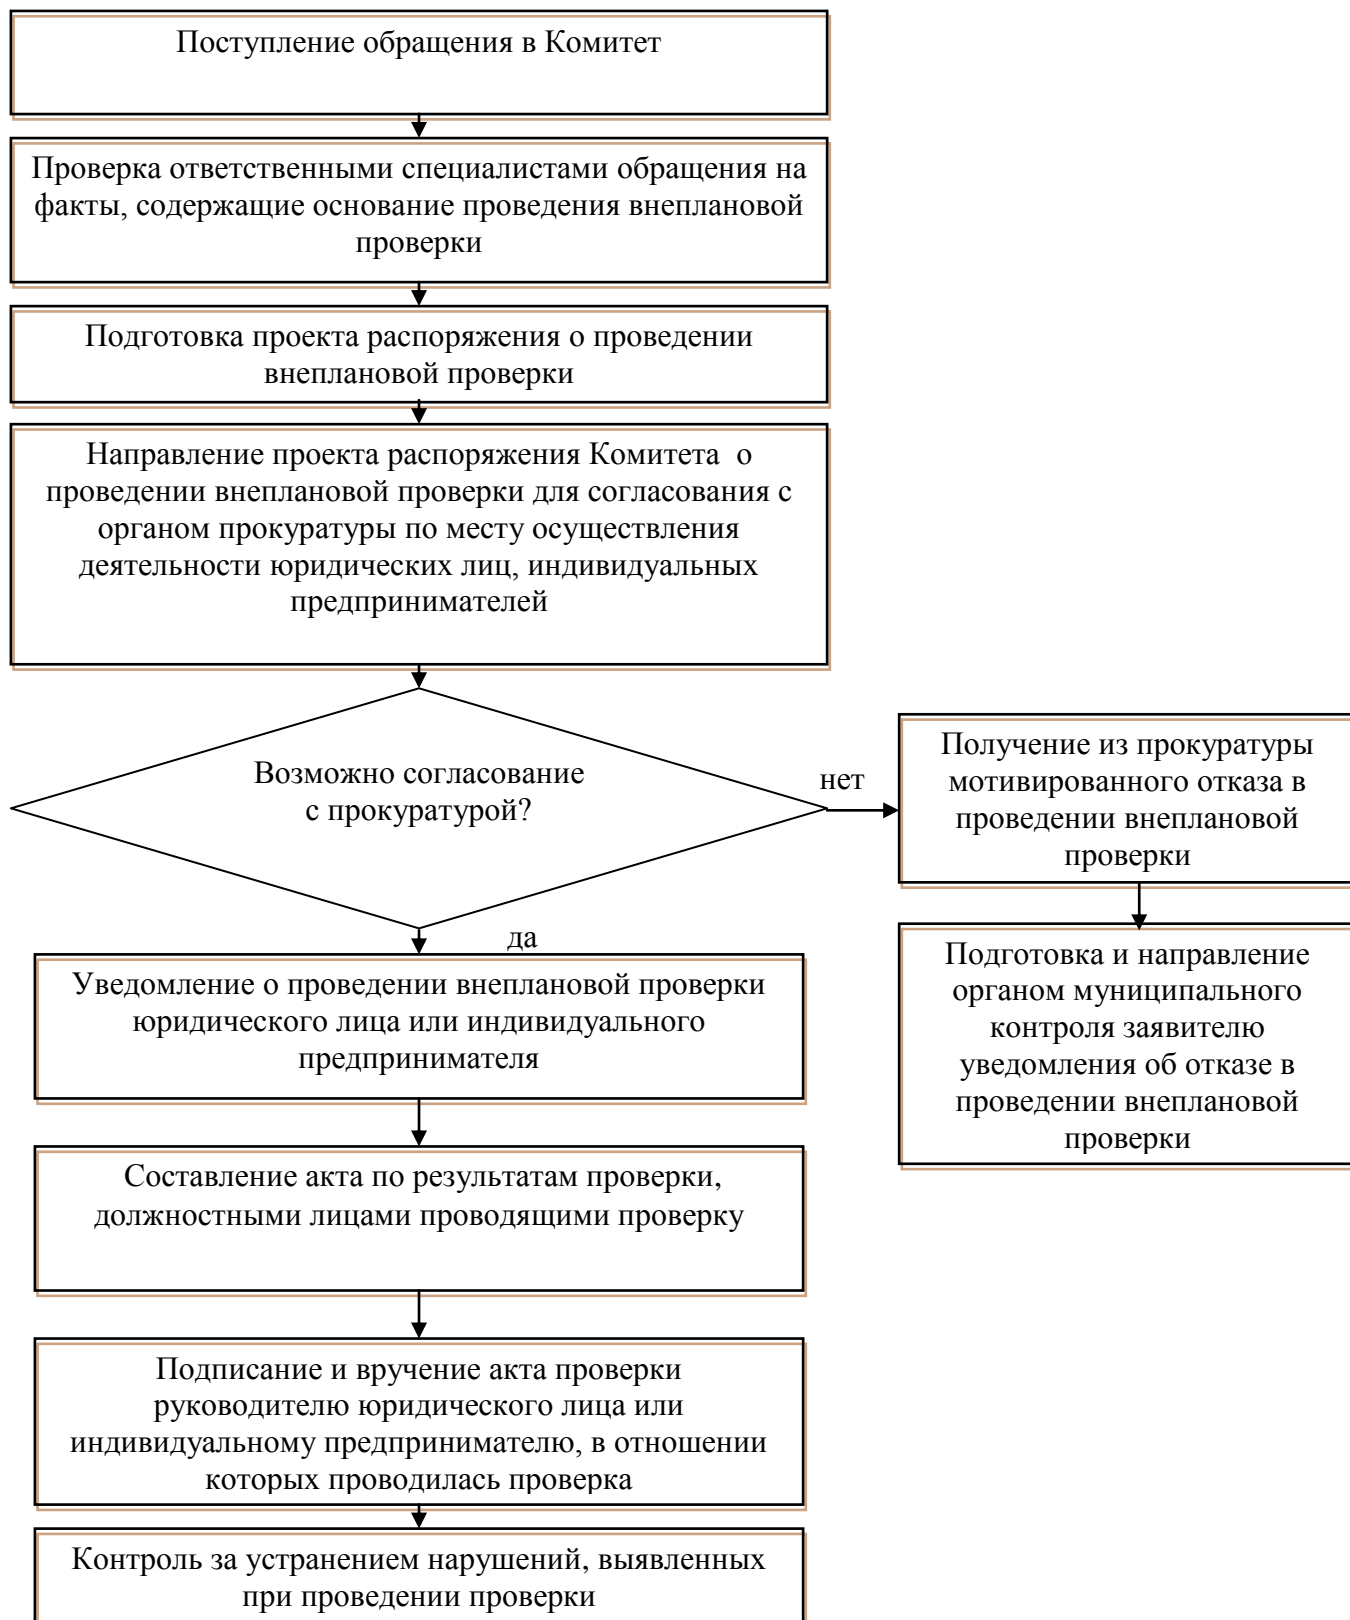 Поступление обращения в Комитет
Проверка ответственными специалистами обращения на
факты, содержащие основание проведения внеплановой
проверки
Подготовка проекта распоряжения о проведении
внеплановой проверки
Направление проекта распоряжения Комитета о
проведении внеплановой проверки для согласования с
органом прокуратуры по месту осуществления
деятельности юридических лиц, индивидуальных
предпринимателей
Возможно согласование
с прокуратурой?
нет
Получение из прокуратуры
мотивированного отказа в
проведении внеплановой
проверки
Подготовка и направление
органом муниципального
контроля заявителю
уведомления об отказе в
проведении внеплановой
проверки
да
Уведомление о проведении внеплановой проверки
юридического лица или индивидуального
предпринимателя
Составление акта по результатам проверки,
должностными лицами проводящими проверку
Подписание и вручение акта проверки
руководителю юридического лица или
индивидуальному предпринимателю, в отношении
которых проводилась проверка
Контроль за устранением нарушений, выявленных
при проведении проверки